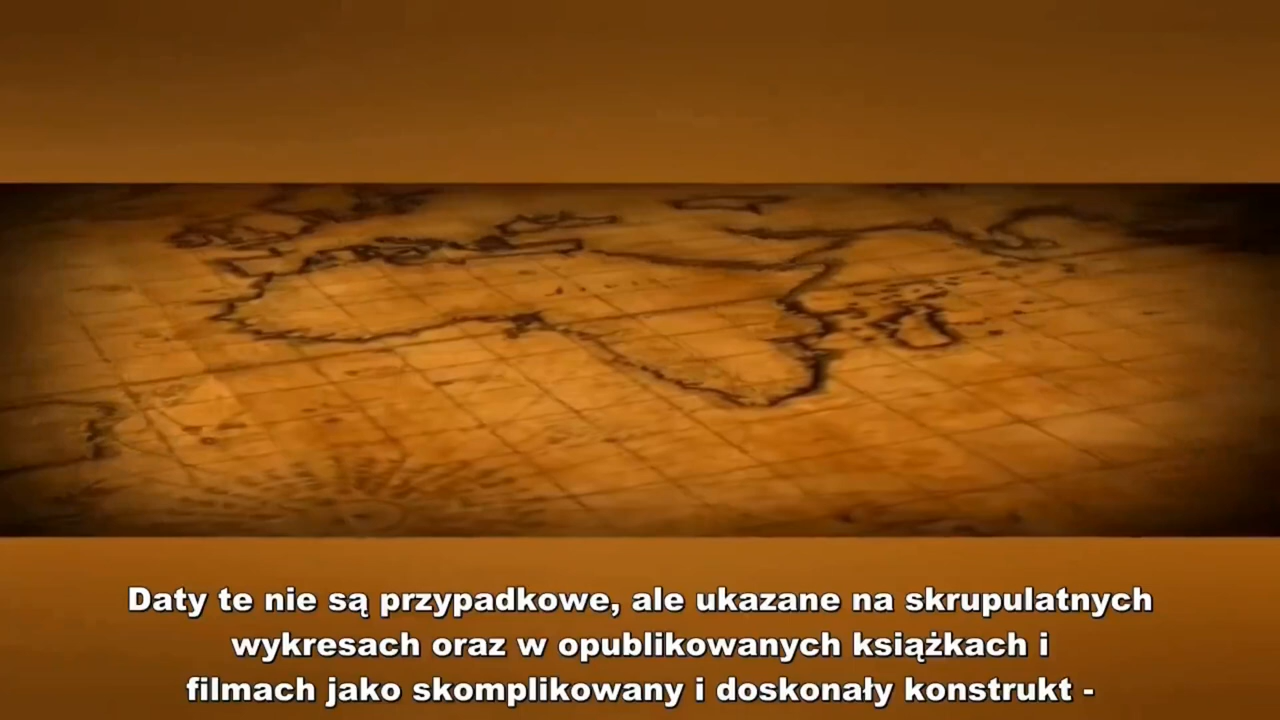 Daty te nie są przypadkowe, ale ukazane na skrupulatnych
wykresach oraz w opublikowanych książkach i
filmach jako skomplikowany i doskonały konstrukt -